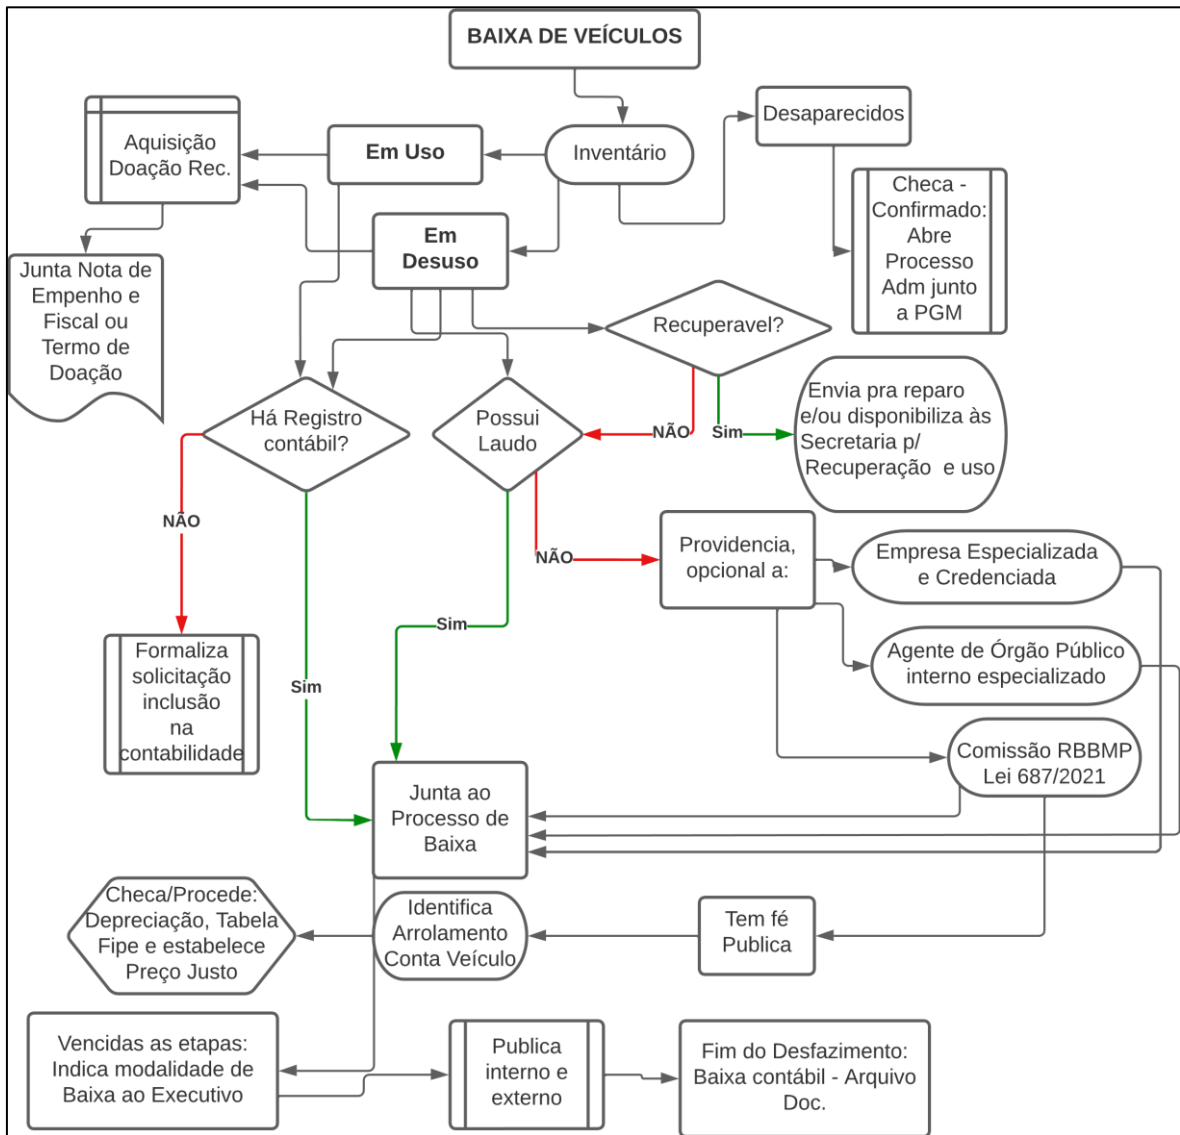 BAIXA DE VEÍCULOS
Aquisição
Doação Rec.
Em Uso
Inventário
Desaparecidos
Em
Desuso
Checa -
Confirmado:
Abre
Processo
Adm junto
a PGM
Junta Nota de
Empenho e
Fiscal ou
Termo de
Doação
Recuperavel?
Há Registro
contábil?
Possui
Laudo
NÃO
Sim
Envia pra reparo
e/ou disponibiliza às
Secretaria p/
Recuperação e uso
NÃO
NÃO
Providencia,
opcional a:
Empresa Especializada
e Credenciada
Sim
Formaliza
solicitação
inclusão
na
contabilidade
Sim
Agente de Órgão Público
interno especializado
Comissão RBBMP
Lei 687/2021
Junta ao
Processo de
Baixa
Checa/Procede:
Depreciação, Tabela
Fipe e estabelece
Preço Justo
Identifica
Arrolamento
Conta Veículo
Tem fé
Publica
Vencidas as etapas:
Indica modalidade de
Baixa ao Executivo
Publica
interno e
externo
Fim do Desfazimento:
Baixa contábil - Arquivo
Doc.